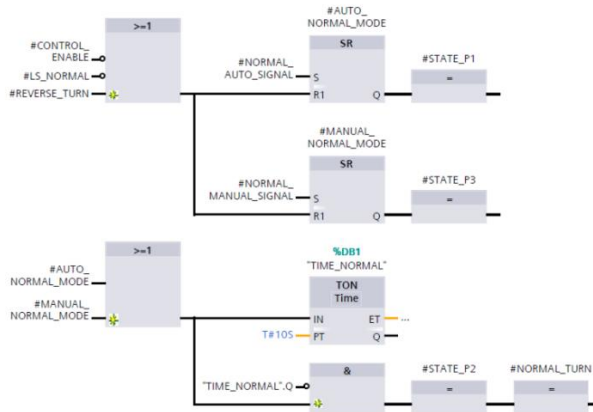 #AUTO_
NORMAL_MODE
>=1
SR
#CONTROL_
ENABLE
#NORMAL_
AUTO_SIGNAL
S
#STATE_P1
=
#LS_NORMAL
#REVERSE_TURN
R1
Q
#MANUAL_
NORMAL_MODE
SR
#NORMAL_
MANUAL_SIGNAL
S
#STATE_P3
=
R1
Q
>=1
%DB1
"TIME_NORMAL"
#AUTO_
NORMAL_MODE
TON
Time
#MANUAL_
NORMAL_MODE
IN
ET
...
T#10S
PT
Q
&
#STATE_P2
#NORMAL_TURN
"TIME_NORMAL".Q
=
=